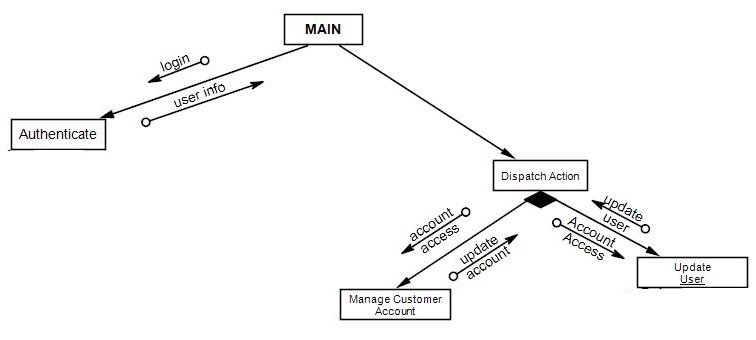 MAIN
login
user info
Authenticate
Dispatch Action
account
access
update
account
update
user
Account
Access
Manage Customer
Account
Update
User